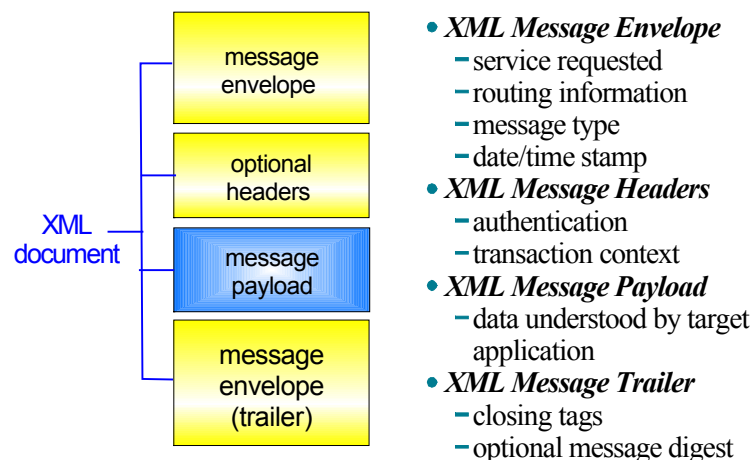 message
envelope
optional
headers
XML
document
message
payload
message
envelope
(trailer)
• XML Message Envelope
– service requested
– routing information
– message type
– date/time stamp
• XML Message Headers
– authentication
– transaction context
• XML Message Payload
– data understood by target
application
• XML Message Trailer
– closing tags
– optional message digest